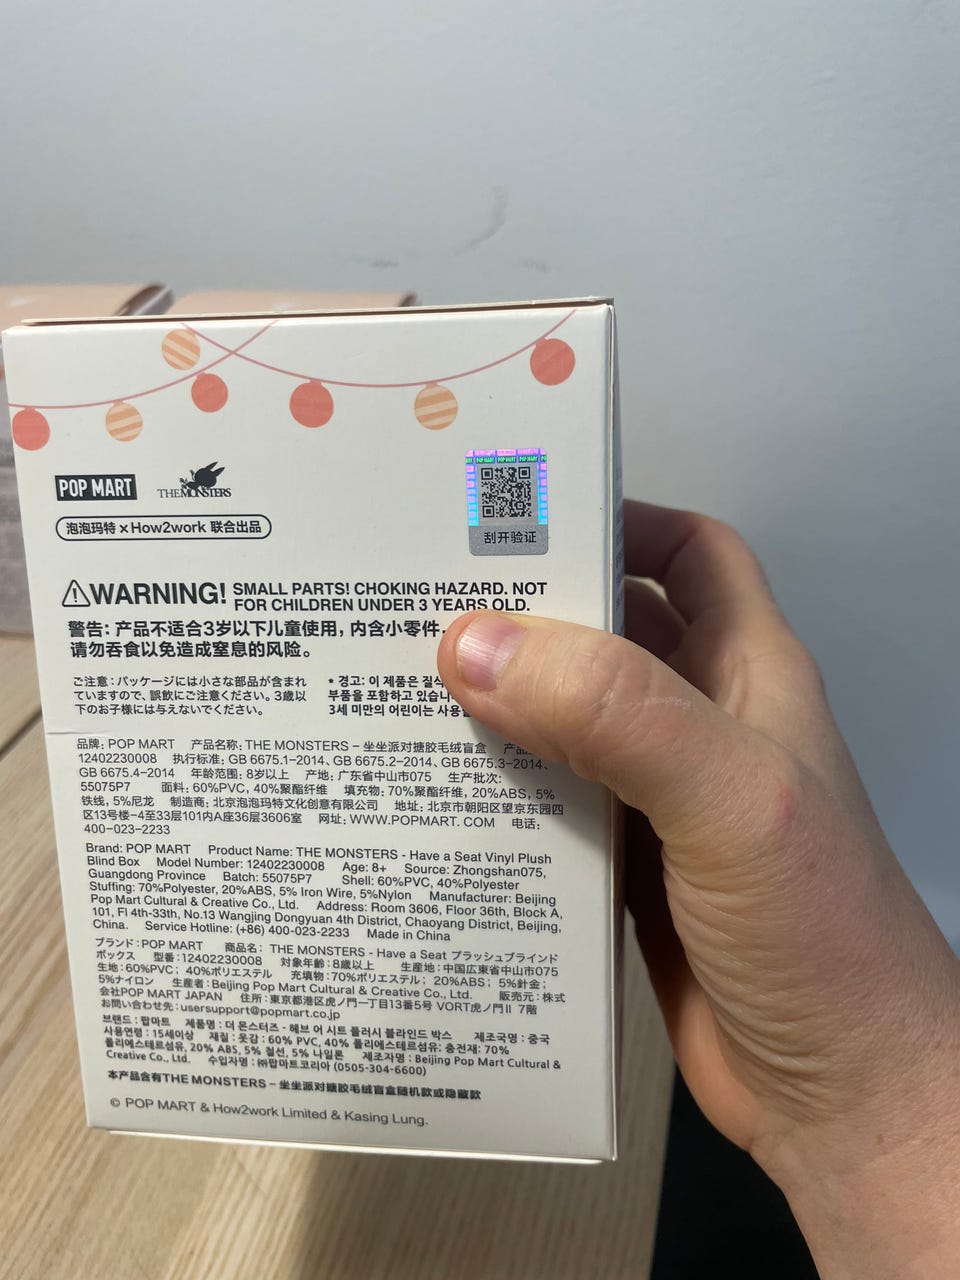 POP MART
THE MONSTERS
泡泡玛特 × How2work 联合出品
POP MART POP MART POP MART
刮开验证
WARNING! SMALL PARTS! CHOKING HAZARD. NOT
FOR CHILDREN UNDER 3 YEARS OLD.
警告: 产品不适合3岁以下儿童使用, 内含小零件,
请勿吞食以免造成窒息的风险。
ご注意：パッケージには小さな部品が含まれ
ていますので、誤飲にご注意ください。3歳以
下のお子様には与えないでください。
* 경고: 이 제품은 질식
부품을 포함하고 있습니
3세 미만의 어린이는 사용을
品牌: POP MART 产品名称: THE MONSTERS – 坐坐派对搪胶毛绒盲盒 产品
12402230008 执行标准: GB 6675.1–2014、GB 6675.2–2014、GB 6675.3–2014、
GB 6675.4–2014 年龄范围: 8岁以上 产地: 广东省中山市075 生产批次:
55075P7 面料: 60%PVC, 40%聚酯纤维 填充物: 70%聚酯纤维, 20%ABS, 5%
铁线, 5%尼龙 制造商: 北京泡泡玛特文化创意有限公司 地址: 北京市朝阳区望京东园四
区13号楼–4至33层101内A座36层3606室 网址: WWW.POPMART. COM 电话:
400–023–2233
Brand: POP MART Product Name: THE MONSTERS - Have a Seat Vinyl Plush
Blind Box Model Number: 12402230008 Age: 8+ Source: Zhongshan075,
Guangdong Province Batch: 55075P7 Shell: 60%PVC, 40%Polyester
Stuffing: 70%Polyester, 20%ABS, 5% Iron Wire, 5%Nylon Manufacturer: Beijing
Pop Mart Cultural & Creative Co., Ltd. Address: Room 3606, Floor 36th, Block A,
101, Fl 4th-33th, No.13 Wangjing Dongyuan 4th District, Chaoyang District, Beijing,
China. Service Hotline: (+86) 400-023-2233 Made in China
ブランド：POP MART 商品名： THE MONSTERS - Have a Seat プラッシュブラインド
ボックス 型番：12402230008 対象年齢：8歳以上 生産地：中国広東省中山市075
生地：60%PVC；40%ポリエステル 充填物：70%ポリエステル；20%ABS；5%針金；
5%ナイロン 生産者：Beijing Pop Mart Cultural & Creative Co., Ltd. 販売元：株式
会社POP MART JAPAN 住所：東京都港区虎ノ門一丁目13番5号 VORT虎ノ門Ⅱ 7階
お問い合わせ先：usersupport@popmart.co.jp
브랜드 : 팝마트 제품명 : 더 몬스터즈 - 헤브 어 시트 플러시 블라인드 박스 제조국명 : 중국
사용연령 : 15세이상 재질 : 옷감 : 60% PVC, 40% 폴리에스테르섬유; 충전재: 70%
폴리에스테르섬유, 20% ABS, 5% 철선, 5% 나일론 제조자명 : Beijing Pop Mart Cultural &
Creative Co., Ltd. 수입자명 : ㈜팝마트코리아 (0505-304-6600)
本产品含有THE MONSTERS – 坐坐派对搪胶毛绒盲盒随机款或隐藏款
© POP MART & How2work Limited & Kasing Lung.